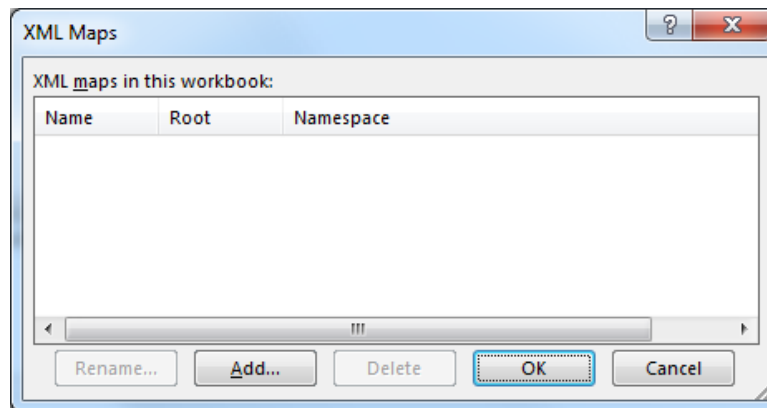 XML Maps
XML maps in this workbook:
Name Root Namespace
Rename... Add... Delete OK Cancel